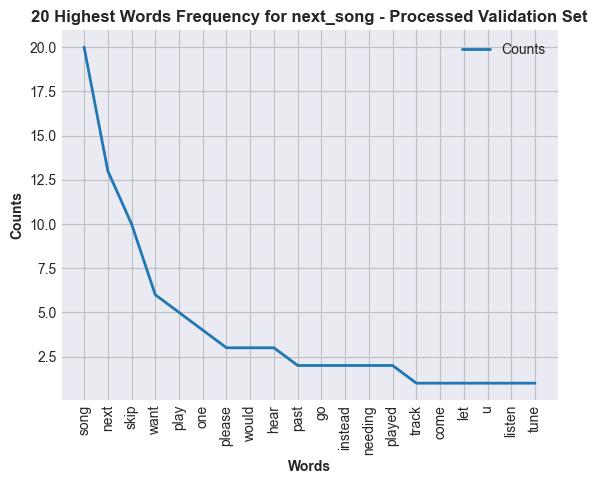 20 Highest Words Frequency for next_song - Processed Validation Set
Counts
20.0
17.5
15.0
12.5
10.0
7.5
5.0
2.5
Counts
song
next
skip
want
play
one
please
would
hear
past
go
instead
needing
played
track
come
let
u
listen
tune
Words